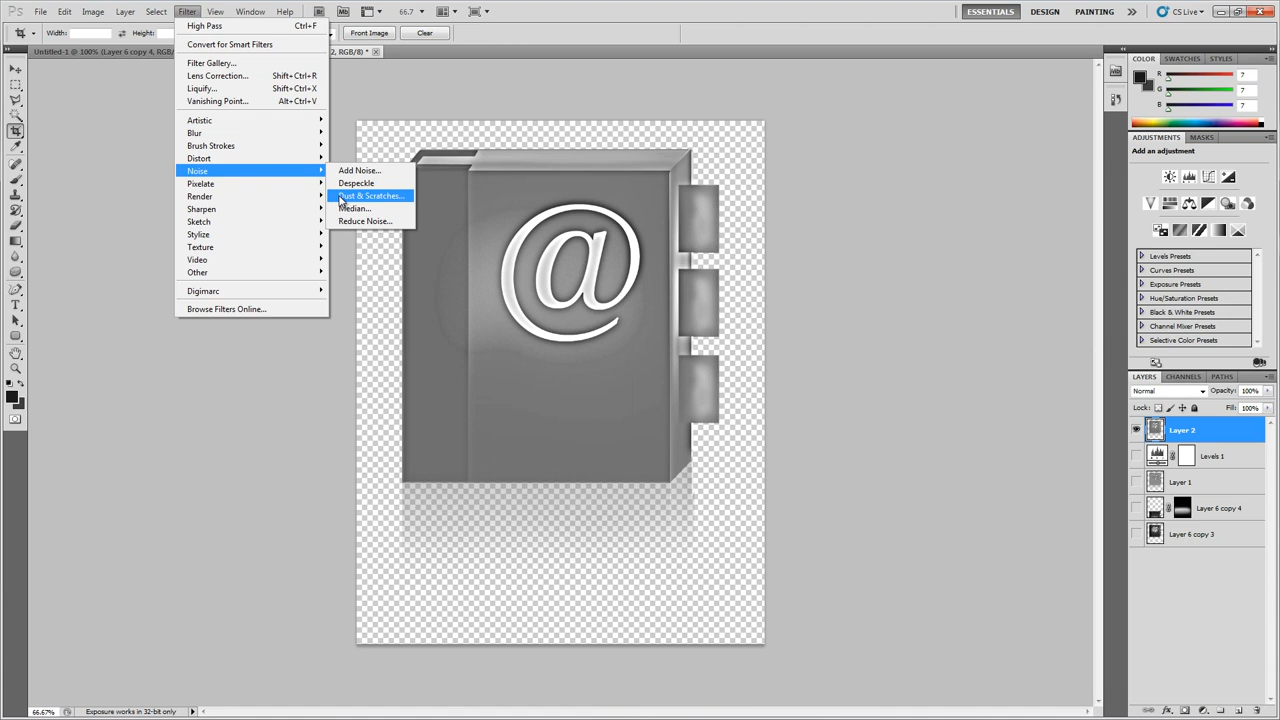 Ps File Edit Image Layer Select Filter View Window Help Br Mb 66.7 ESSENTIALS DESIGN PAINTING CS Live
Width: Height: Front Image Clear
Untitled-1 @ 100% (Layer 6 copy 4, RGB/ 2, RGB/8) *
High Pass Ctrl+F
Convert for Smart Filters
Filter Gallery...
Lens Correction... Shift+Ctrl+R
Liquify... Shift+Ctrl+X
Vanishing Point... Alt+Ctrl+V
Artistic
Blur
Brush Strokes
Distort
Noise
Pixelate
Render
Sharpen
Sketch
Stylize
Texture
Video
Other
Digimarc
Browse Filters Online...
Add Noise...
Despeckle
Dust & Scratches...
Median...
Reduce Noise...
@
COLOR SWATCHES STYLES
R 7
G 7
B 7
ADJUSTMENTS MASKS
Add an adjustment
Levels Presets
Curves Presets
Exposure Presets
Hue/Saturation Presets
Black & White Presets
Channel Mixer Presets
Selective Color Presets
LAYERS CHANNELS PATHS
Normal Opacity: 100%
Lock: Fill: 100%
Layer 2
Levels 1
Layer 1
Layer 6 copy 4
Layer 6 copy 3
66.67% Exposure works in 32-bit only